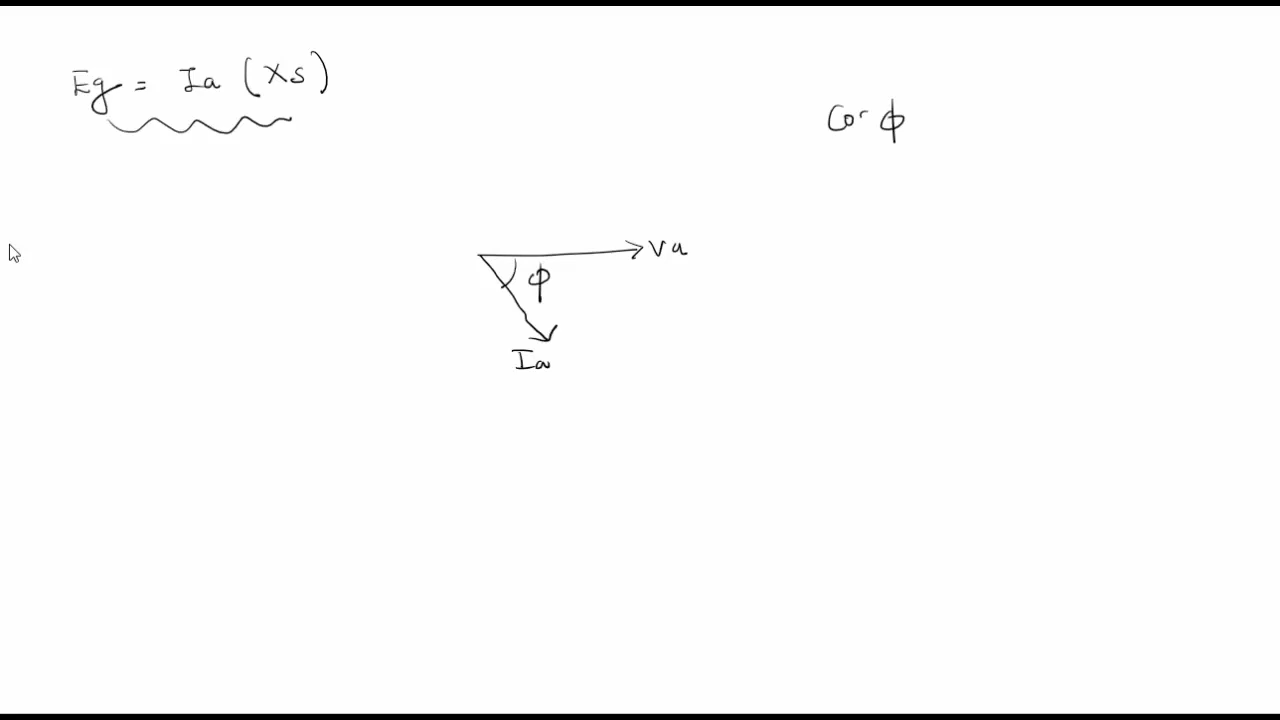 Eg = Ia (Xs)
Cos ϕ
Va
ϕ
Ia